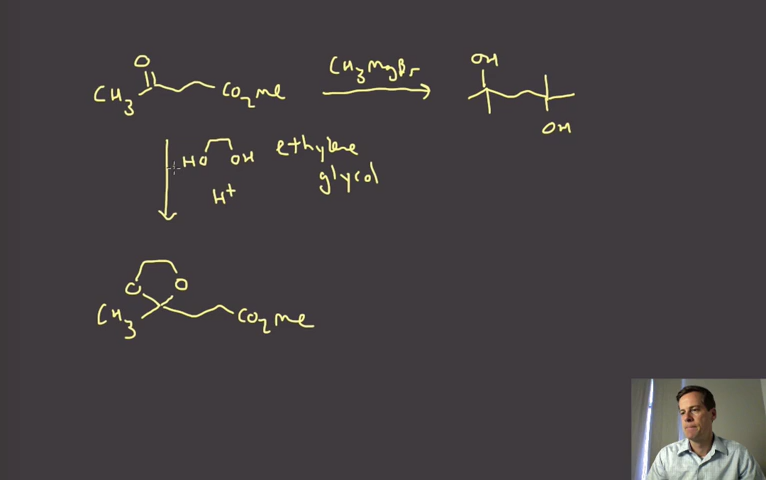 O
CH3 CO2Me
CH3MgBr
OH
OH
HO OH ethylene
glycol
H+
O O
CH3 CO2Me